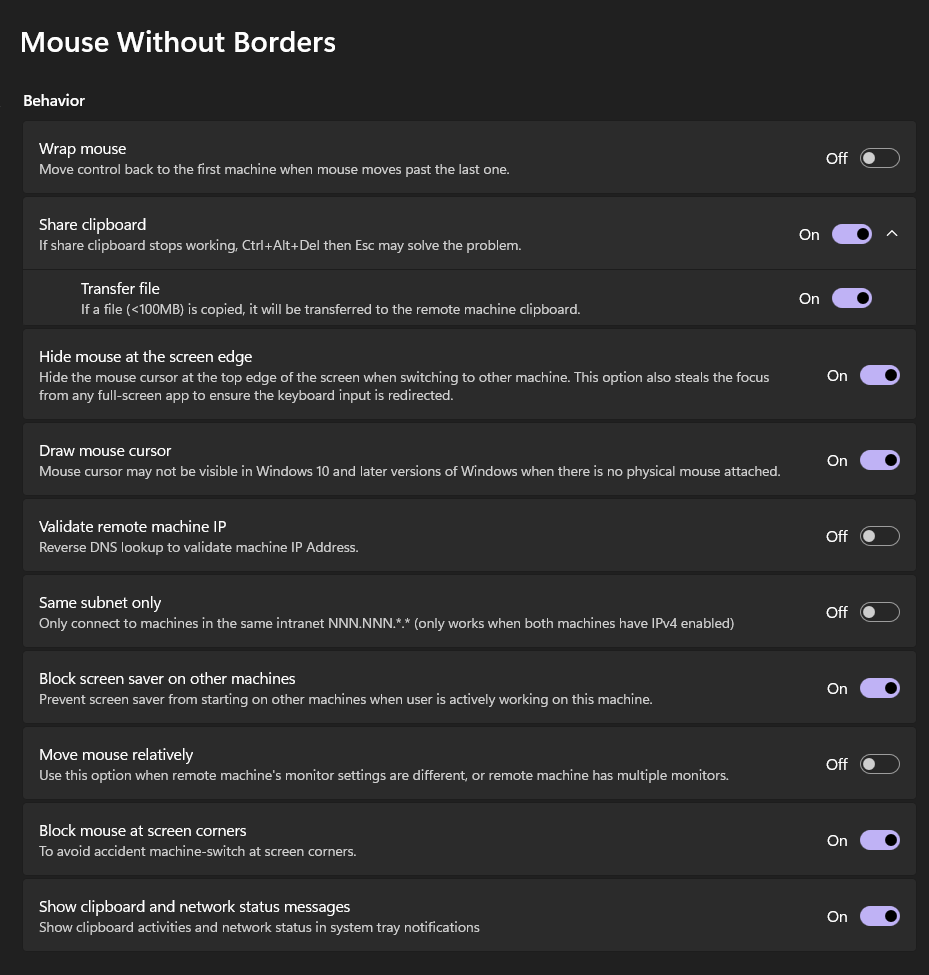 Mouse Without Borders
Behavior
Wrap mouse
Move control back to the first machine when mouse moves past the last one.
Off
Share clipboard
If share clipboard stops working, Ctrl+Alt+Del then Esc may solve the problem.
On
Transfer file
If a file (<100MB) is copied, it will be transferred to the remote machine clipboard.
On
Hide mouse at the screen edge
Hide the mouse cursor at the top edge of the screen when switching to other machine. This option also steals the focus
from any full-screen app to ensure the keyboard input is redirected.
On
Draw mouse cursor
Mouse cursor may not be visible in Windows 10 and later versions of Windows when there is no physical mouse attached.
On
Validate remote machine IP
Reverse DNS lookup to validate machine IP Address.
Off
Same subnet only
Only connect to machines in the same intranet NNN.NNN.*.* (only works when both machines have IPv4 enabled)
Off
Block screen saver on other machines
Prevent screen saver from starting on other machines when user is actively working on this machine.
On
Move mouse relatively
Use this option when remote machine's monitor settings are different, or remote machine has multiple monitors.
Off
Block mouse at screen corners
To avoid accident machine-switch at screen corners.
On
Show clipboard and network status messages
Show clipboard activities and network status in system tray notifications
On